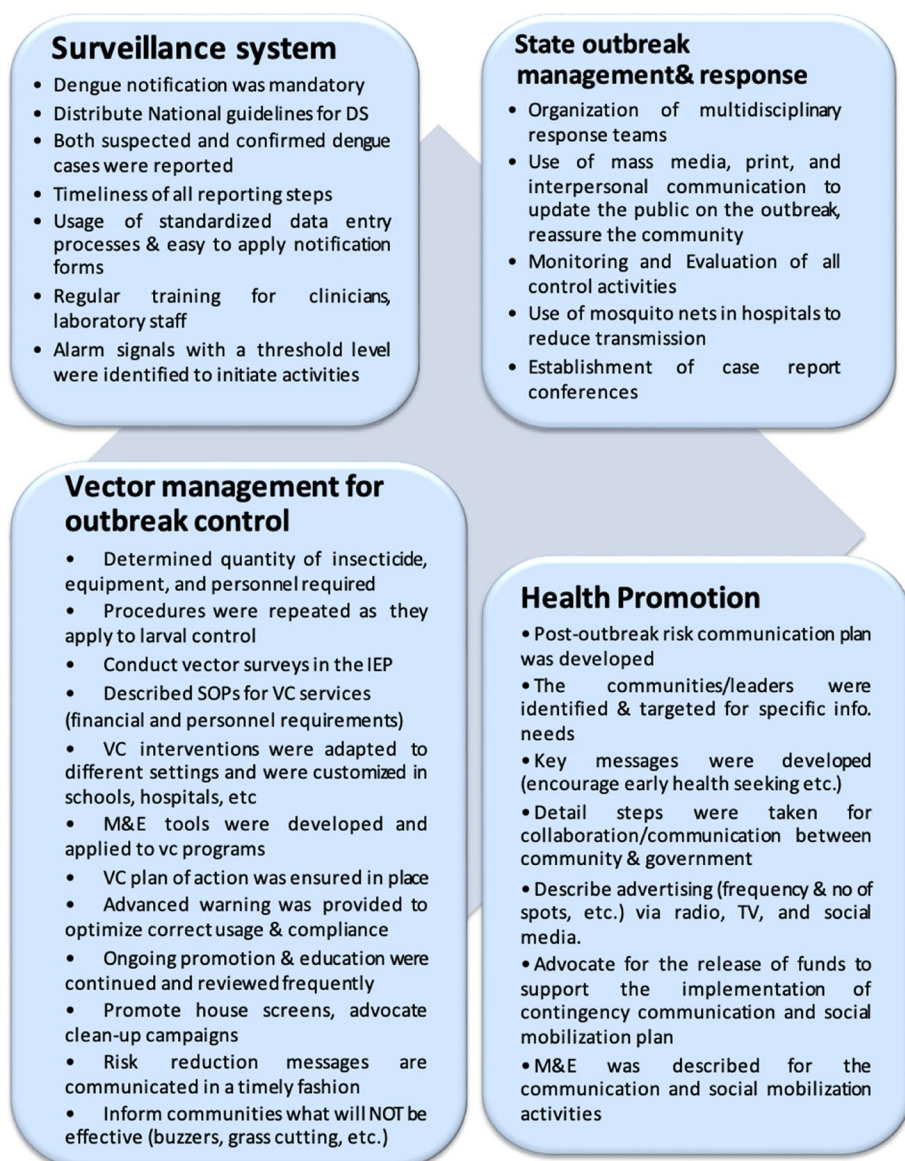 Surveillance system
• Dengue notification was mandatory
• Distribute National guidelines for DS
• Both suspected and confirmed dengue
cases were reported
• Timeliness of all reporting steps
• Usage of standardized data entry
processes & easy to apply notification
forms
• Regular training for clinicians,
laboratory staff
• Alarm signals with a threshold level
were identified to initiate activities
State outbreak
management& response
• Organization of multidisciplinary
response teams
• Use of mass media, print, and
interpersonal communication to
update the public on the outbreak,
reassure the community
• Monitoring and Evaluation of all
control activities
• Use of mosquito nets in hospitals to
reduce transmission
• Establishment of case report
conferences
Vector management for
outbreak control
• Determined quantity of insecticide,
equipment, and personnel required
• Procedures were repeated as they
apply to larval control
• Conduct vector surveys in the IEP
• Described SOPs for VC services
(financial and personnel requirements)
• VC interventions were adapted to
different settings and were customized in
schools, hospitals, etc
• M&E tools were developed and
applied to vc programs
• VC plan of action was ensured in place
• Advanced warning was provided to
optimize correct usage & compliance
• Ongoing promotion & education were
continued and reviewed frequently
• Promote house screens, advocate
clean-up campaigns
• Risk reduction messages are
communicated in a timely fashion
• Inform communities what will NOT be
effective (buzzers, grass cutting, etc.)
Health Promotion
• Post-outbreak risk communication plan
was developed
• The communities/leaders were
identified & targeted for specific info.
needs
• Key messages were developed
(encourage early health seeking etc.)
• Detail steps were taken for
collaboration/communication between
community & government
• Describe advertising (frequency & no of
spots, etc.) via radio, TV, and social
media.
• Advocate for the release of funds to
support the implementation of
contingency communication and social
mobilization plan
• M&E was described for the
communication and social mobilization
activities